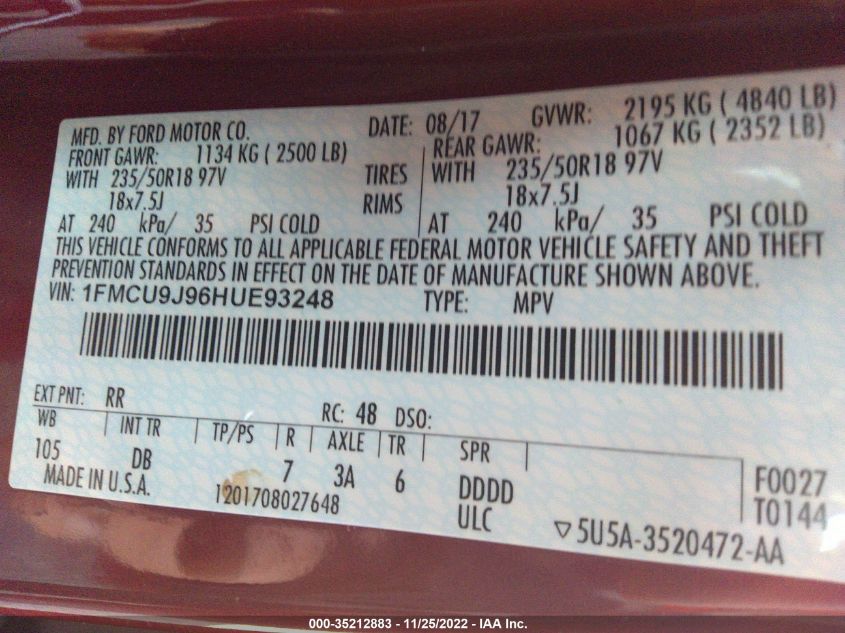 MFD. BY FORD MOTOR CO. DATE: 08/17 GVWR: 2195 KG ( 4840 LB)
FRONT GAWR: 1134 KG ( 2500 LB) REAR GAWR: 1067 KG ( 2352 LB)
WITH 235/50R18 97V TIRES WITH 235/50R18 97V
18x7.5J RIMS 18x7.5J
AT 240 kPa/ 35 PSI COLD AT 240 kPa/ 35 PSI COLD
THIS VEHICLE CONFORMS TO ALL APPLICABLE FEDERAL MOTOR VEHICLE SAFETY AND THEFT
PREVENTION STANDARDS IN EFFECT ON THE DATE OF MANUFACTURE SHOWN ABOVE.
VIN: 1FMCU9J96HUE93248 TYPE: MPV
EXT PNT: RR RC: 48 DSO:
WB INT TR TP/PS R AXLE TR SPR
105 DB 7 3A 6 DDDD F0027
MADE IN U.S.A. 1201708027648 ULC T0144
▽5U5A-3520472-AA
000-35212883 - 11/25/2022 - IAA Inc.